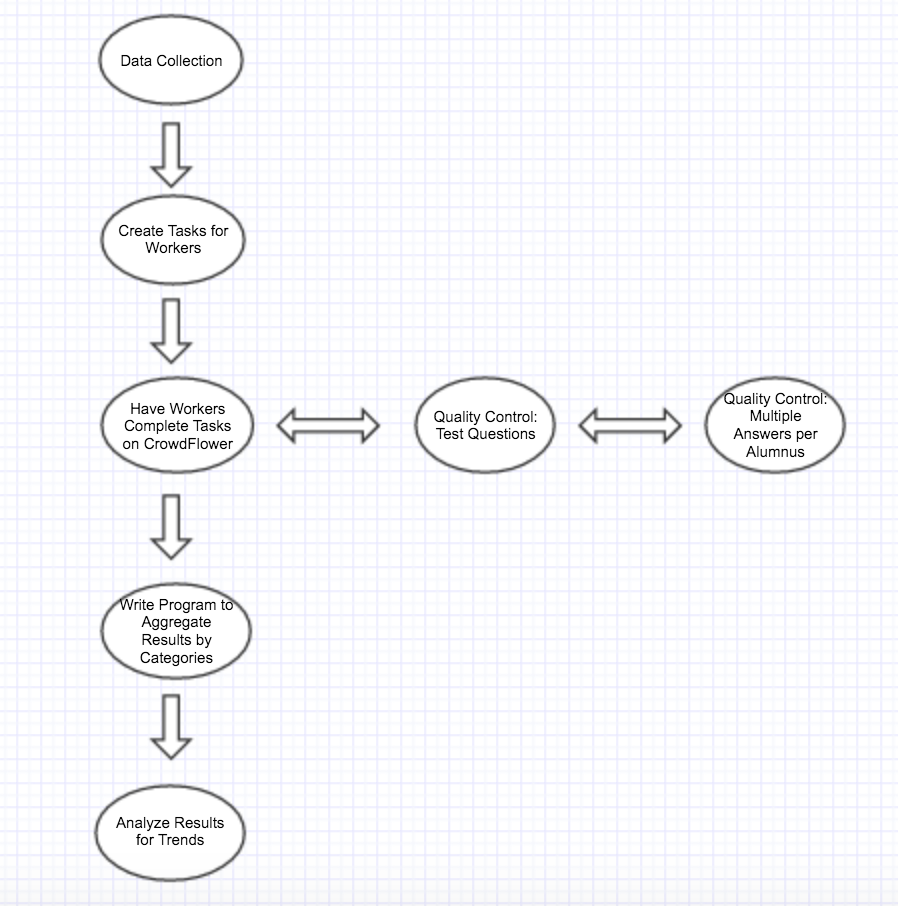 Data Collection
Create Tasks for
Workers
Have Workers
Complete Tasks
on CrowdFlower
Quality Control:
Test Questions
Quality Control:
Multiple
Answers per
Alumnus
Write Program to
Aggregate
Results by
Categories
Analyze Results
for Trends